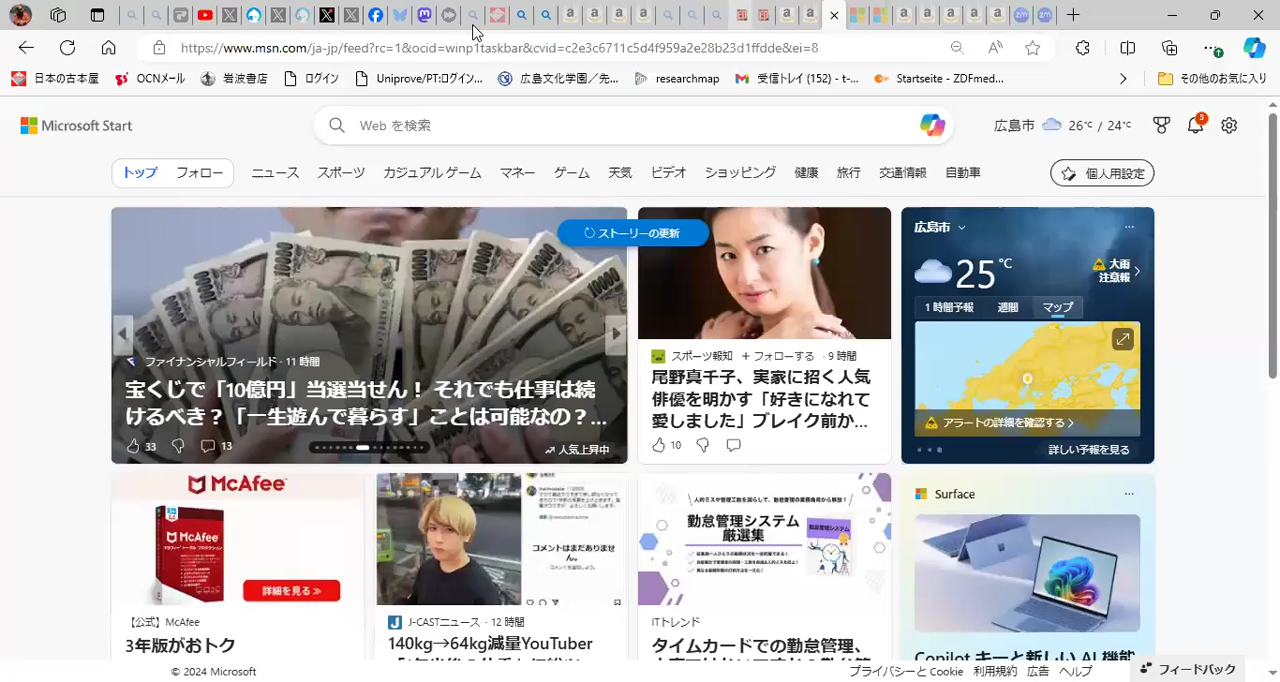 https://www.msn.com/ja-jp/feed?rc=1&ocid=winp1taskbar&cvid=c2e3c6711c5d4f959a2e28b23d1ffdde&ei=8
日本の古本屋 OCNメール 岩波書店 ログイン Uniprove/PT:ログイン... 広島文化学園/先... researchmap 受信トレイ (152) - t-... Startseite - ZDFmed... その他のお気に入り
Microsoft Start
Web を検索
広島市 26℃ / 24℃ 3
トップ フォロー ニュース スポーツ カジュアル ゲーム マネー ゲーム 天気 ビデオ ショッピング 健康 旅行 交通情報 自動車 個人用設定
ストーリーの更新
ファイナンシャルフィールド · 11 時間
宝くじで「10億円」当選当せん! それでも仕事は続
けるべき?「一生遊んで暮らす」ことは可能なの?...
33 13 人気上昇中
スポーツ報知 + フォローする · 9 時間
尾野真千子、実家に招く人気
俳優を明かす「好きになれて
愛しました」ブレイク前か...
10
広島市
25℃
大雨
注意報
1 時間予報 週間 マップ
アラートの詳細を確認する
詳しい予報を見る
McAfee
McAfee
詳細を見る
【公式】McAfee
3年版がおトク
コメントはまだありませ
ん。
J-CASTニュース · 12 時間
140kg→64kg減量YouTuber
勤怠管理システム
厳選集
ITトレンド
タイムカードでの勤怠管理、
Surface
Copilot キーと新しい AI 機能
© 2024 Microsoft
プライバシーと Cookie 利用規約 広告 ヘルプ フィードバック